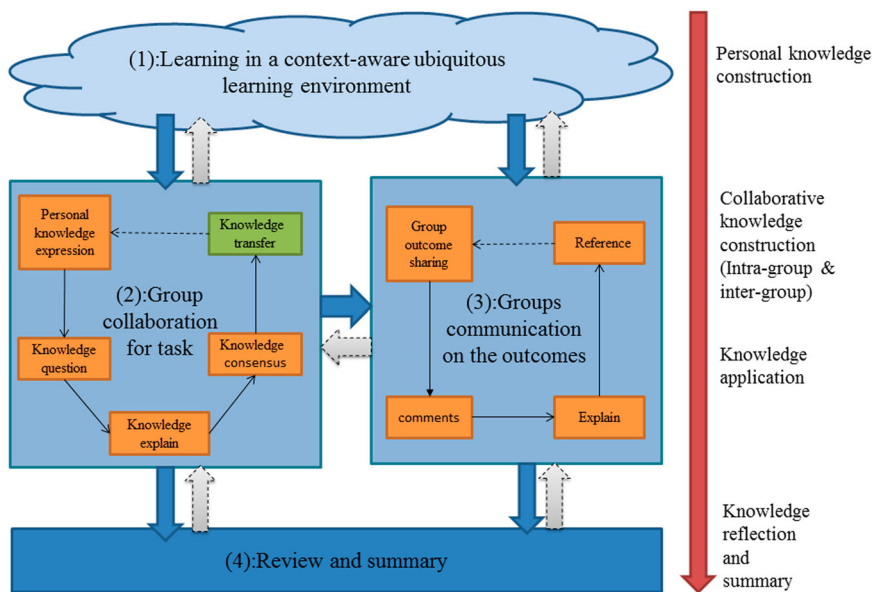 (1):Learning in a context-aware ubiquitous
learning environment
Personal knowledge
construction
Personal
knowledge
expression
Knowledge
transfer
(2):Group
collaboration
for task
Knowledge
question
Knowledge
consensus
Knowledge
explain
Group
outcome
sharing
Reference
(3):Groups
communication
on the outcomes
comments
Explain
Collaborative
knowledge
construction
(Intra-group &
inter-group)
Knowledge
application
(4):Review and summary
Knowledge
reflection
and
summary